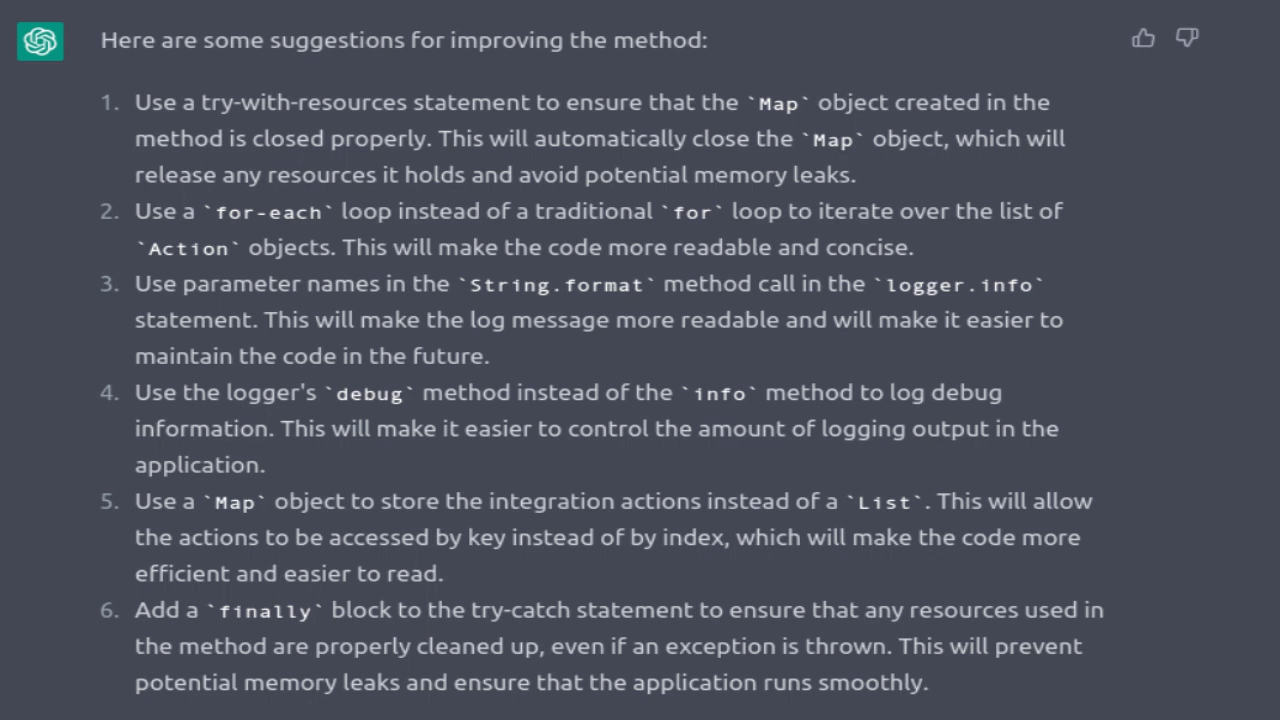 Here are some suggestions for improving the method:
1. Use a try-with-resources statement to ensure that the `Map` object created in the
method is closed properly. This will automatically close the `Map` object, which will
release any resources it holds and avoid potential memory leaks.
2. Use a `for-each` loop instead of a traditional `for` loop to iterate over the list of
`Action` objects. This will make the code more readable and concise.
3. Use parameter names in the `String.format` method call in the `logger.info`
statement. This will make the log message more readable and will make it easier to
maintain the code in the future.
4. Use the logger's `debug` method instead of the `info` method to log debug
information. This will make it easier to control the amount of logging output in the
application.
5. Use a `Map` object to store the integration actions instead of a `List`. This will allow
the actions to be accessed by key instead of by index, which will make the code more
efficient and easier to read.
6. Add a `finally` block to the try-catch statement to ensure that any resources used in
the method are properly cleaned up, even if an exception is thrown. This will prevent
potential memory leaks and ensure that the application runs smoothly.